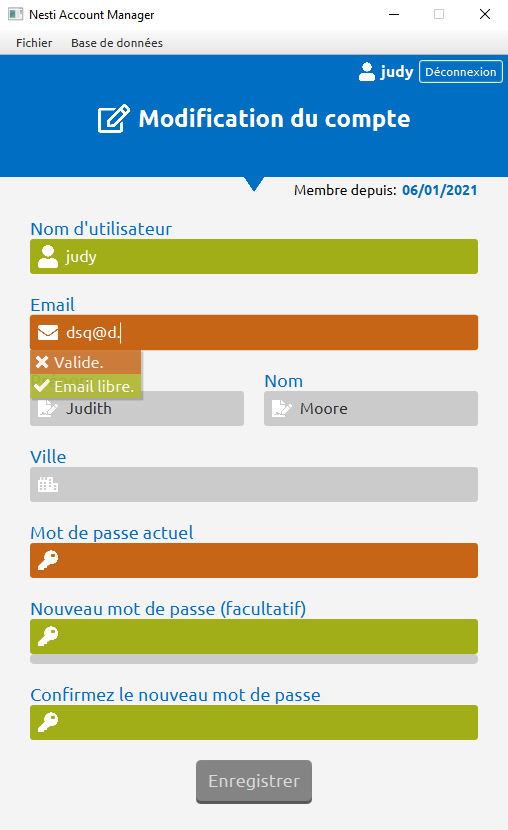 Nesti Account Manager
Fichier Base de données
judy Déconnexion
Modification du compte
Membre depuis: 06/01/2021
Nom d'utilisateur
judy
Email
dsq@d.
Valide.
Email libre.
Nom
Judith Moore
Ville
Mot de passe actuel
Nouveau mot de passe (facultatif)
Confirmez le nouveau mot de passe
Enregistrer